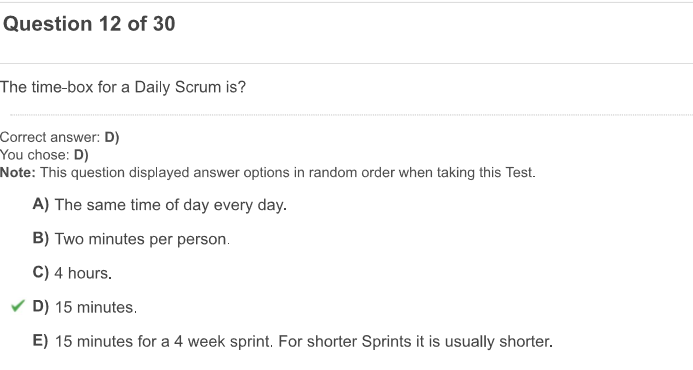 Question 12 of 30
The time-box for a Daily Scrum is?
Correct answer: D)
You chose: D)
Note: This question displayed answer options in random order when taking this Test.
A) The same time of day every day.
B) Two minutes per person.
C) 4 hours.
D) 15 minutes.
E) 15 minutes for a 4 week sprint. For shorter Sprints it is usually shorter.